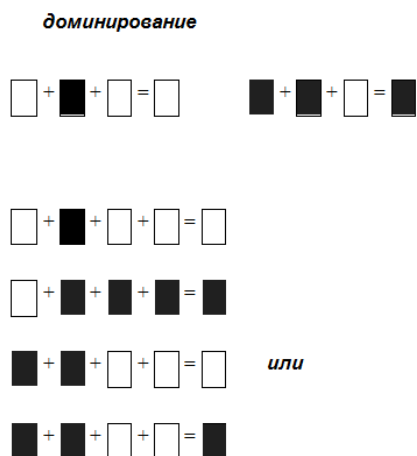 доминирование
+ + =
+ + =
+ + + =
+ + + =
+ + + = или
+ + + =